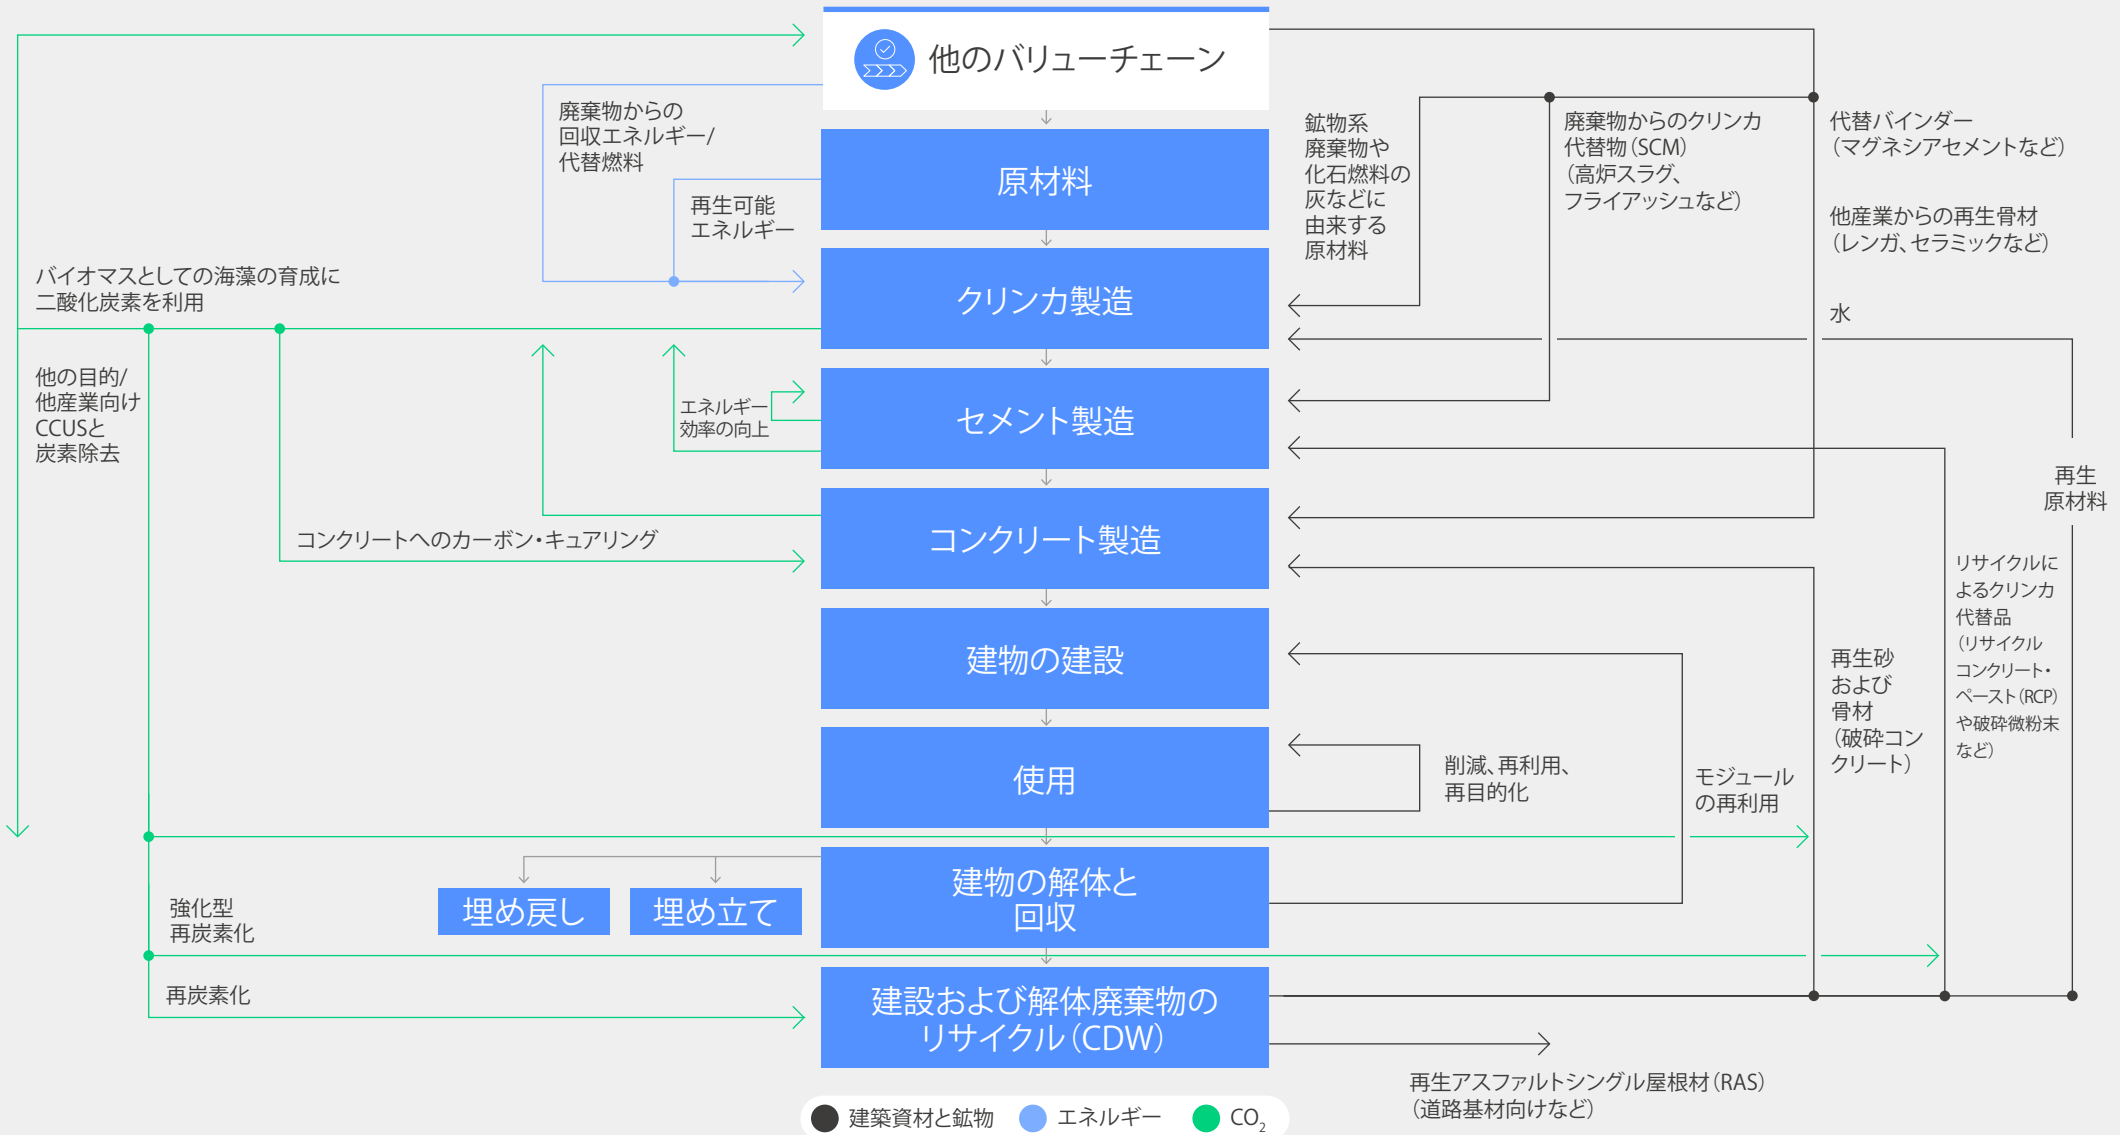 他のバリューチェーン
廃棄物からの
回収エネルギー/
代替燃料
原材料
再生可能
エネルギー
鉱物系
廃棄物や
化石燃料の
灰などに
由来する
原材料
廃棄物からのクリンカ
代替物（SCM）
（高炉スラグ、
フライアッシュなど）
代替バインダー
（マグネシアセメントなど）
他産業からの再生骨材
（レンガ、セラミックなど）
水
バイオマスとしての海藻の育成に
二酸化炭素を利用
クリンカ製造
他の目的/
他産業向け
CCUSと
炭素除去
エネルギー
効率の向上
セメント製造
再生
原材料
コンクリートへのカーボン・キュアリング
コンクリート製造
リサイクルに
よるクリンカ
代替品
（リサイクル
コンクリート・
ペースト（RCP）
や破砕微粉末
など）
建物の建設
再生砂
および
骨材
（破砕コン
クリート）
使用
削減、再利用、
再目的化
モジュール
の再利用
建物の解体と
回収
埋め戻し
埋め立て
強化型
再炭素化
再炭素化
建設および解体廃棄物の
リサイクル（CDW）
再生アスファルトシングル屋根材（RAS）
（道路基材向けなど）
建築資材と鉱物
エネルギー
CO₂